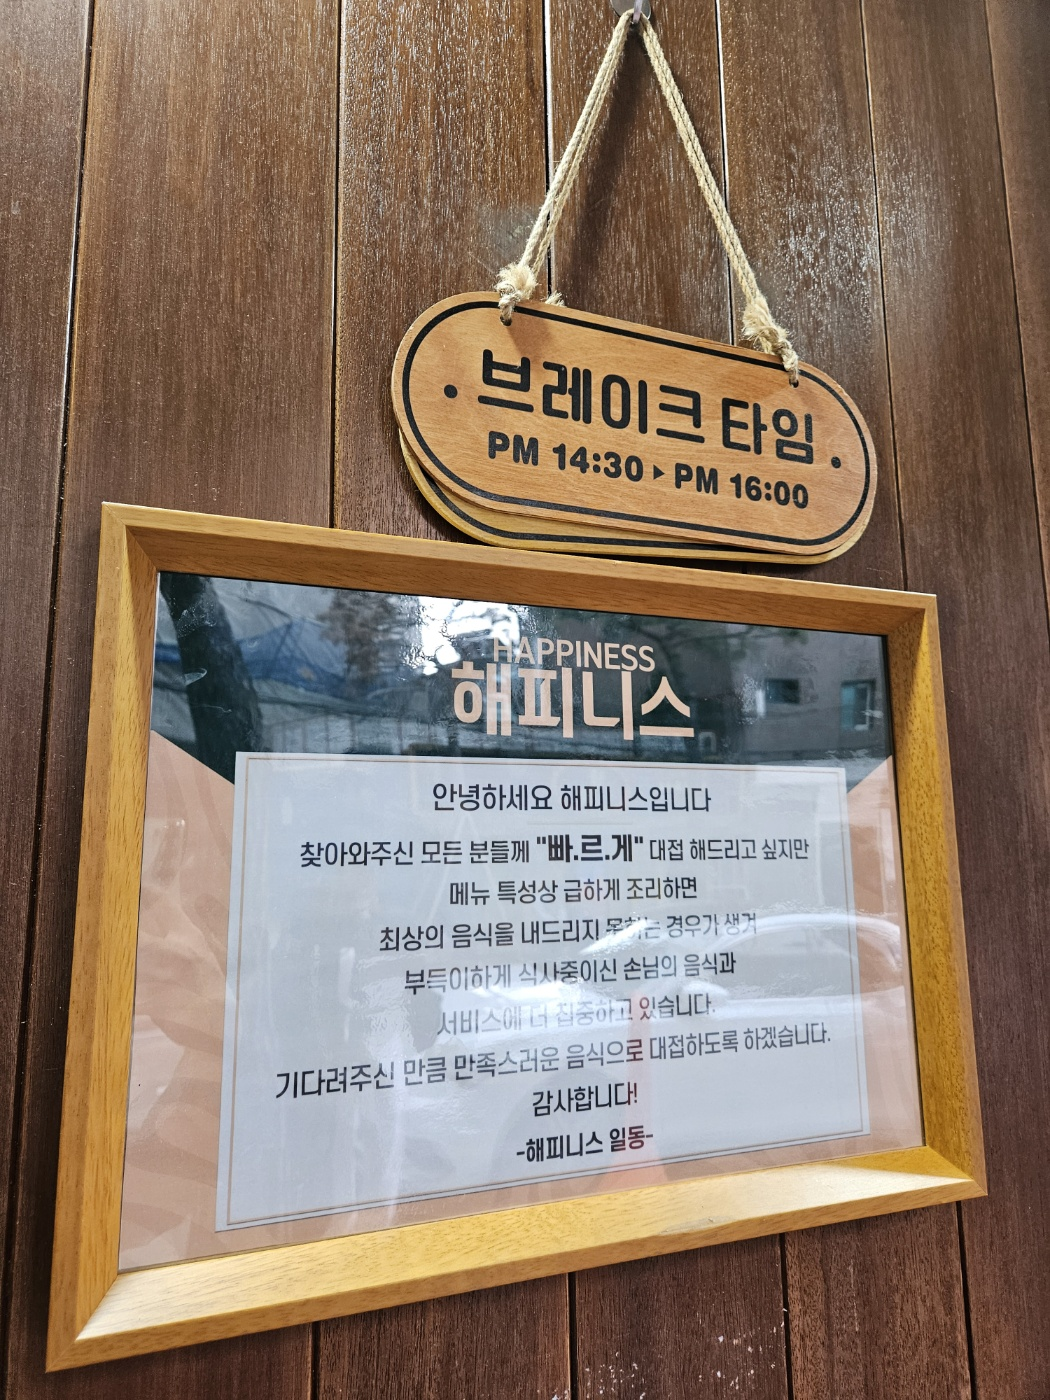 브레이크 타임
PM 14:30 ▸ PM 16:00
HAPPINESS
해피니스
안녕하세요 해피니스입니다
찾아와주신 모든 분들께 "빠.르.게" 대접 해드리고 싶지만
메뉴 특성상 급하게 조리하면
최상의 음식을 내드리지 못하는 경우가 생겨
부득이하게 식사중이신 손님의 음식과
서비스에 더 집중하고 있습니다.
기다려주신 만큼 만족스러운 음식으로 대접하도록 하겠습니다.
감사합니다!
-해피니스 일동-